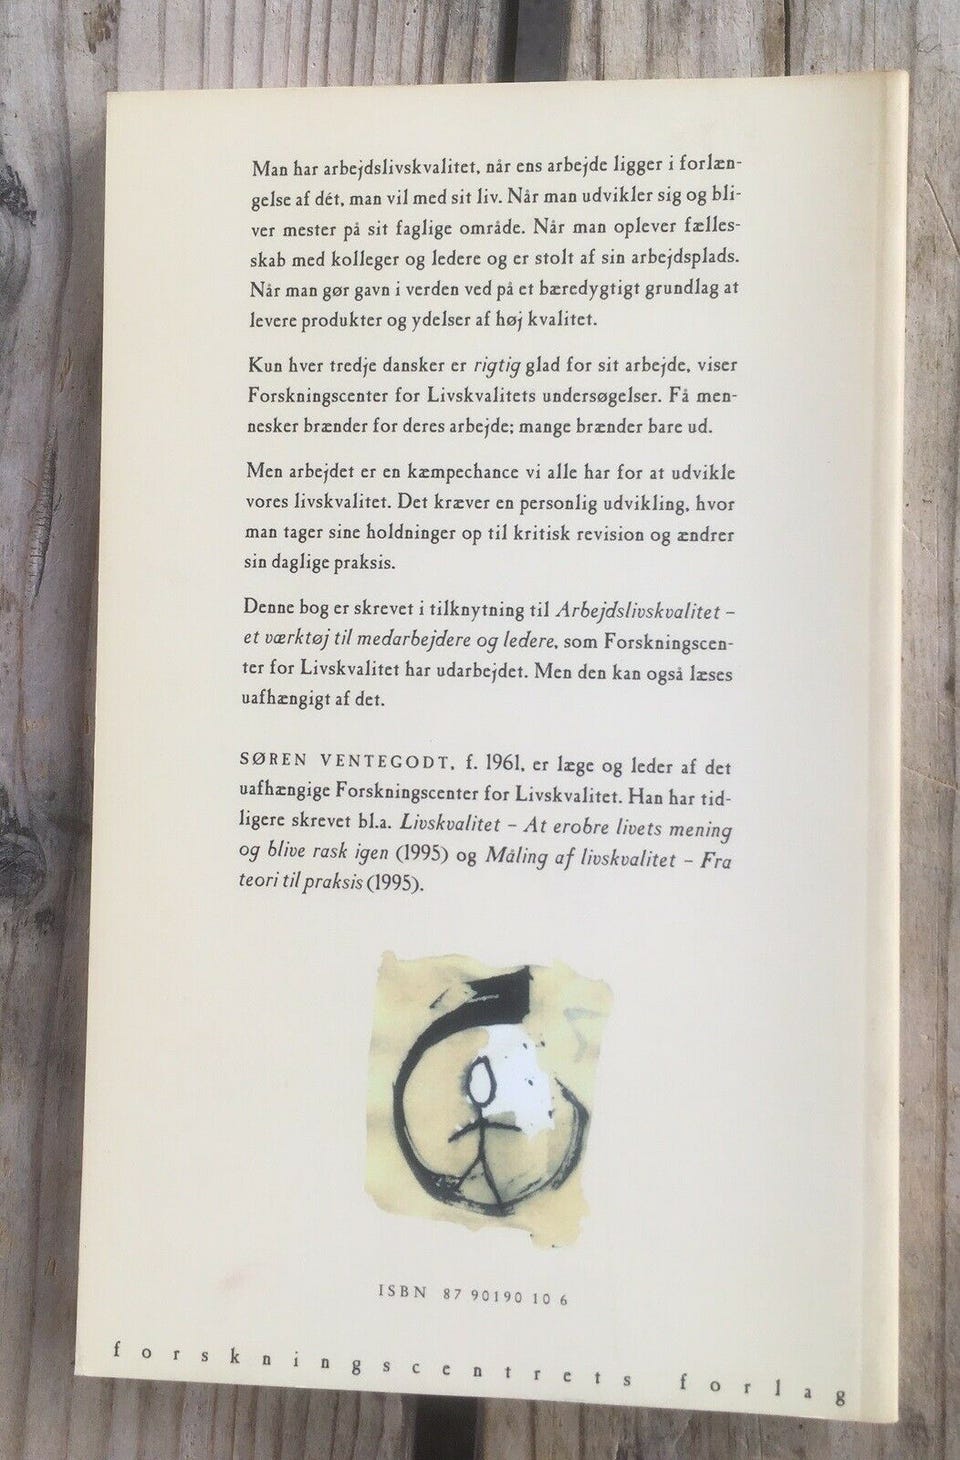 Man har arbejdslivskvalitet, når ens arbejde ligger i forlæn-
gelse af dét, man vil med sit liv. Når man udvikler sig og bli-
ver mester på sit faglige område. Når man oplever fælles-
skab med kolleger og ledere og er stolt af sin arbejdsplads.
Når man gør gavn i verden ved på et bæredygtigt grundlag at
levere produkter og ydelser af høj kvalitet.
Kun hver tredje dansker er rigtig glad for sit arbejde, viser
Forskningscenter for Livskvalitets undersøgelser. Få men-
nesker brænder for deres arbejde; mange brænder bare ud.
Men arbejdet er en kæmpechance vi alle har for at udvikle
vores livskvalitet. Det kræver en personlig udvikling, hvor
man tager sine holdninger op til kritisk revision og ændrer
sin daglige praksis.
Denne bog er skrevet i tilknytning til Arbejdslivskvalitet –
et værktøj til medarbejdere og ledere, som Forskningscen-
ter for Livskvalitet har udarbejdet. Men den kan også læses
uafhængigt af det.
SØREN VENTEGODT, f. 1961, er læge og leder af det
uafhængige Forskningscenter for Livskvalitet. Han har tid-
ligere skrevet bl.a. Livskvalitet – At erobre livets mening
og blive rask igen (1995) og Måling af livskvalitet – Fra
teori til praksis (1995).
ISBN 87 90190 10 6
forskningscentrets forlag